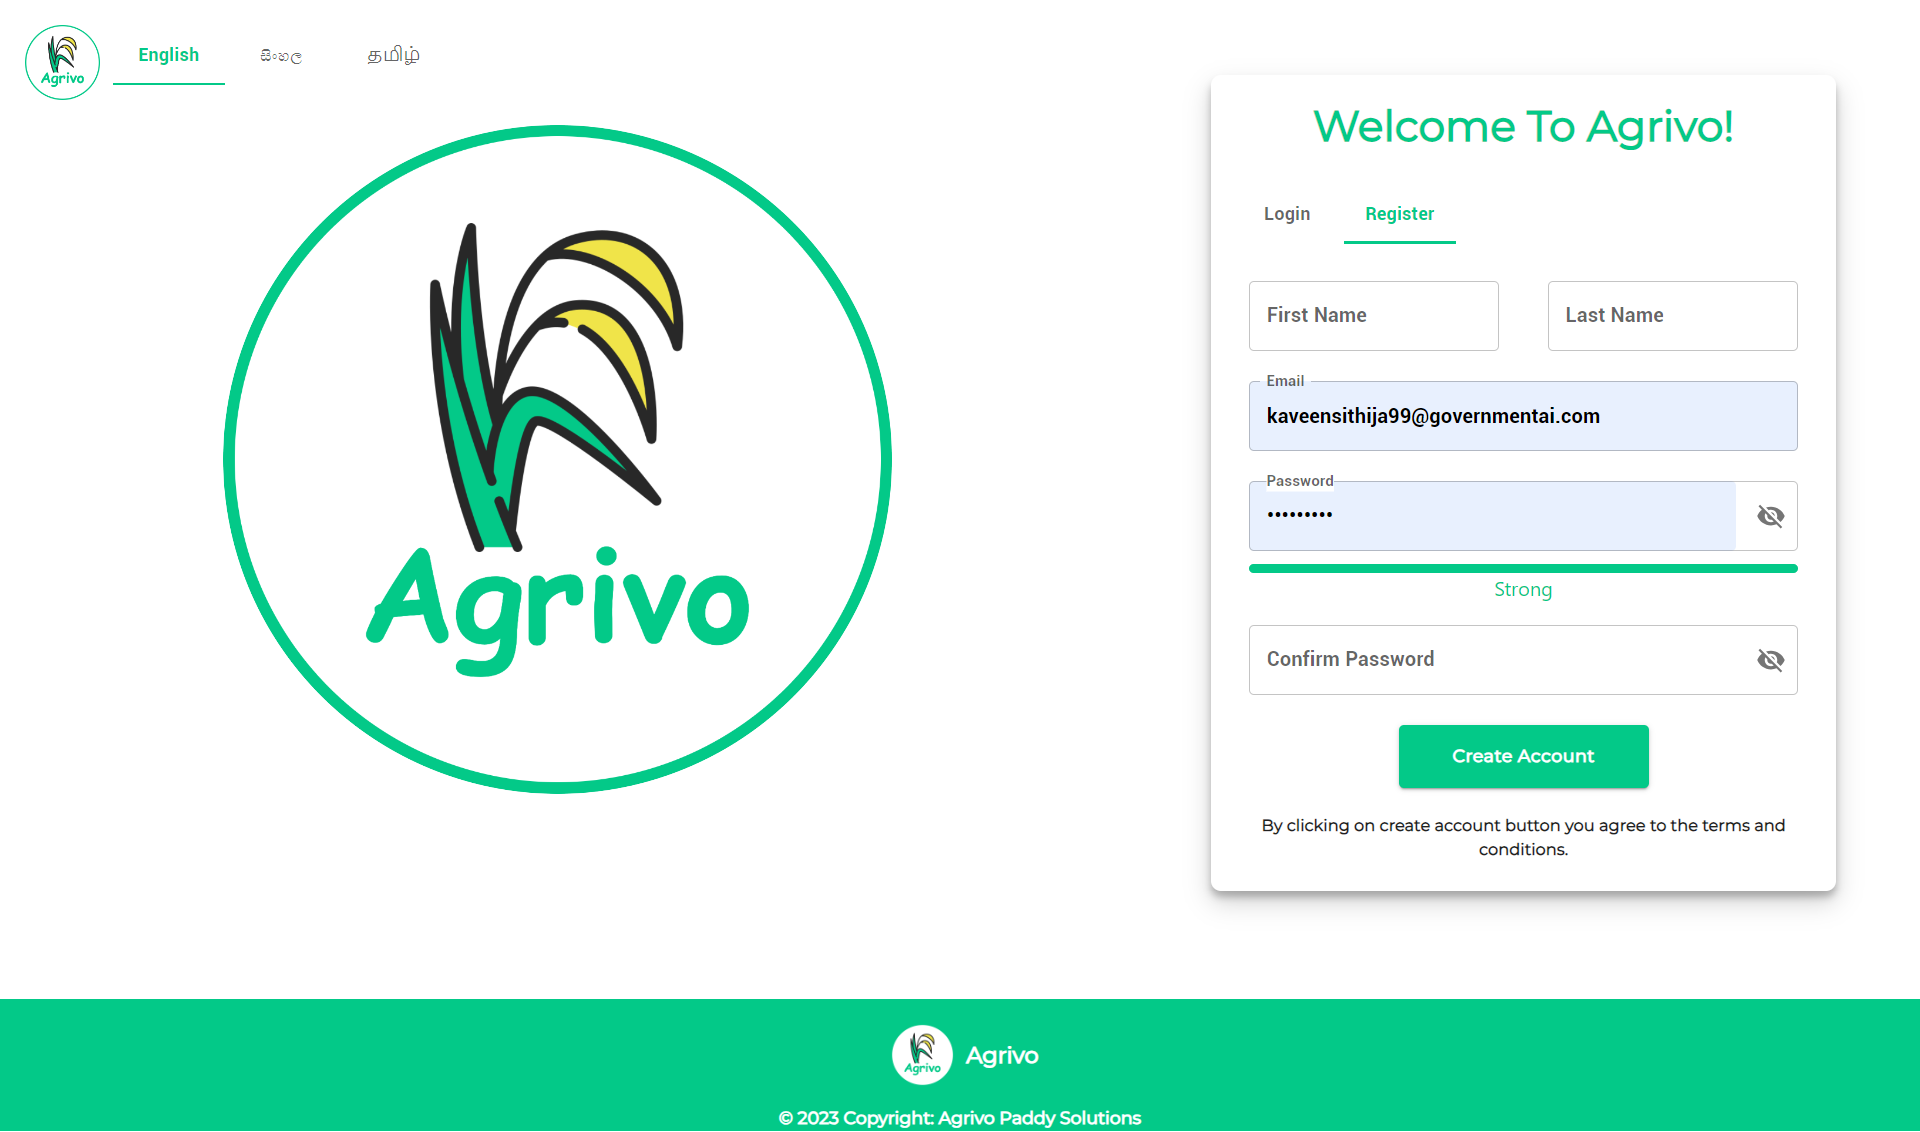 Agrivo
English
සිංහල
தமிழ்
Agrivo
Welcome To Agrivo!
Login
Register
First Name
Last Name
Email
kaveensithija99@governmentai.com
Password
•••••••••
Strong
Confirm Password
Create Account
By clicking on create account button you agree to the terms and
conditions.
Agrivo
Agrivo
© 2023 Copyright: Agrivo Paddy Solutions